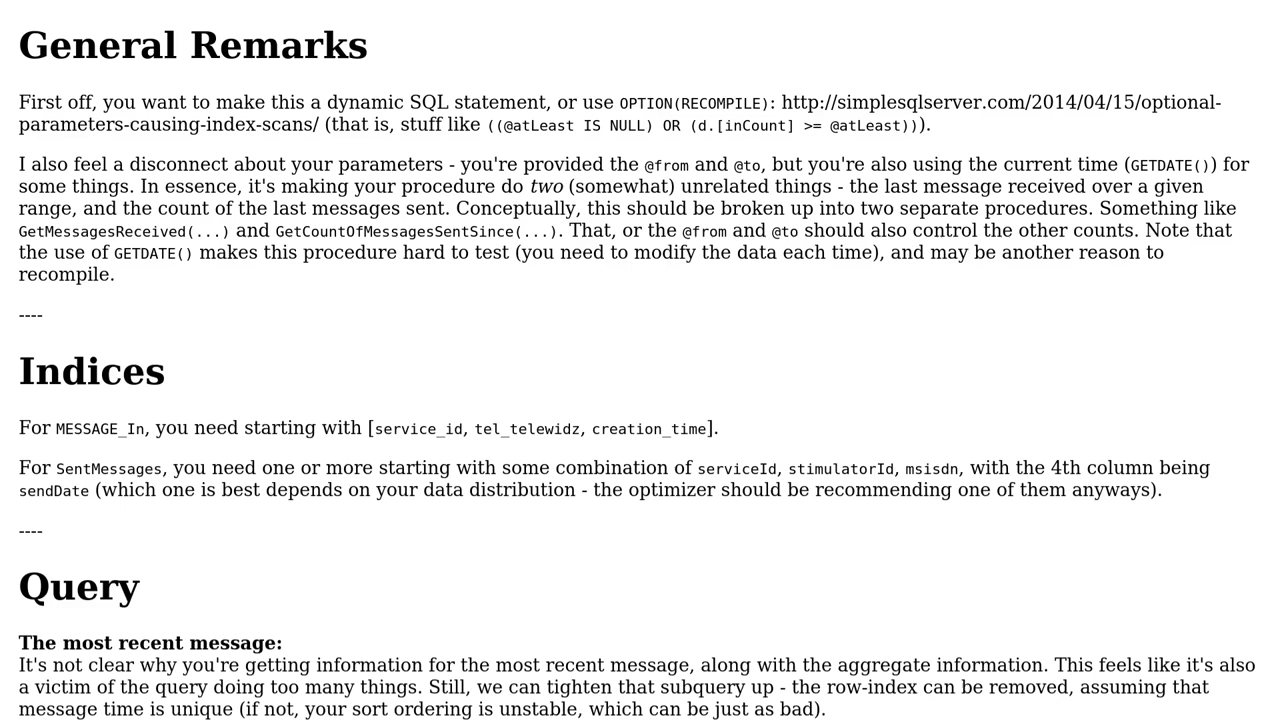 General Remarks
First off, you want to make this a dynamic SQL statement, or use OPTION(RECOMPILE): http://simplesqlserver.com/2014/04/15/optional-
parameters-causing-index-scans/ (that is, stuff like ((@atLeast IS NULL) OR (d.[inCount] >= @atLeast))).
I also feel a disconnect about your parameters - you're provided the @from and @to, but you're also using the current time (GETDATE()) for
some things. In essence, it's making your procedure do two (somewhat) unrelated things - the last message received over a given
range, and the count of the last messages sent. Conceptually, this should be broken up into two separate procedures. Something like
GetMessagesReceived(...) and GetCountOfMessagesSentSince(...). That, or the @from and @to should also control the other counts. Note that
the use of GETDATE() makes this procedure hard to test (you need to modify the data each time), and may be another reason to
recompile.
----
Indices
For MESSAGE_In, you need starting with [service_id, tel_telewidz, creation_time].
For SentMessages, you need one or more starting with some combination of serviceId, stimulatorId, msisdn, with the 4th column being
sendDate (which one is best depends on your data distribution - the optimizer should be recommending one of them anyways).
----
Query
The most recent message:
It's not clear why you're getting information for the most recent message, along with the aggregate information. This feels like it's also
a victim of the query doing too many things. Still, we can tighten that subquery up - the row-index can be removed, assuming that
message time is unique (if not, your sort ordering is unstable, which can be just as bad).